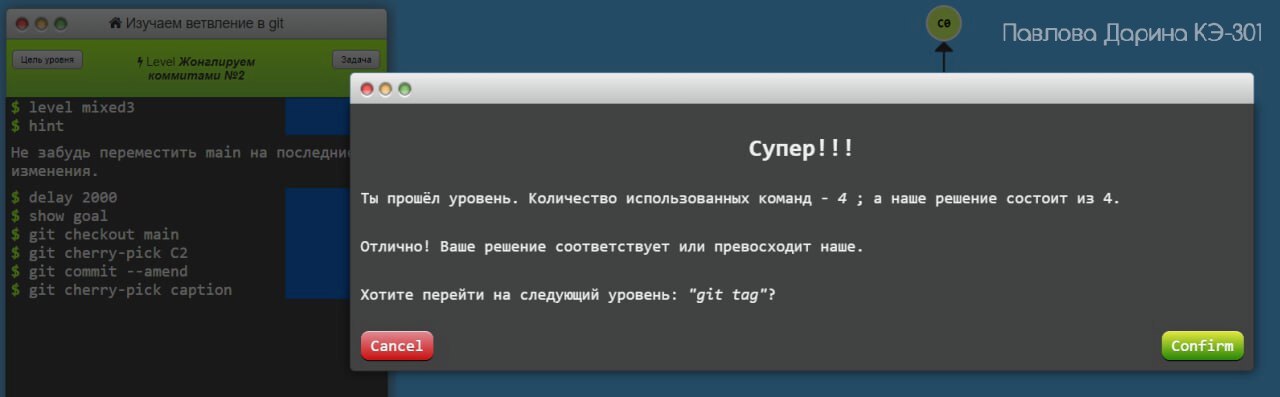 Изучаем ветвление в git
Цель уровня
Level Жонглируем
коммитами №2
Задача
$ level mixed3
$ hint
Не забудь переместить main на последние
изменения.
$ delay 2000
$ show goal
$ git checkout main
$ git cherry-pick C2
$ git commit --amend
$ git cherry-pick caption
c0
Павлова Дарина КЭ-301
Супер!!!
Ты прошёл уровень. Количество использованных команд - 4 ; а наше решение состоит из 4.
Отлично! Ваше решение соответствует или превосходит наше.
Хотите перейти на следующий уровень: "git tag"?
Cancel
Confirm